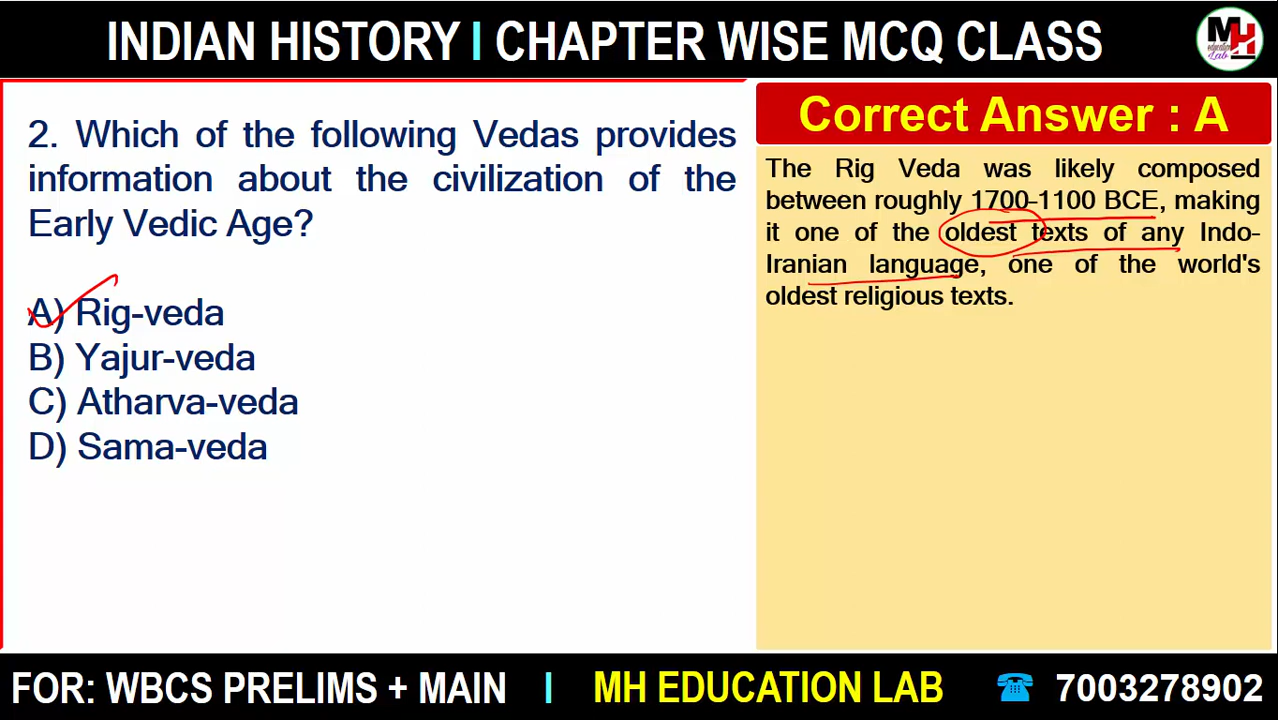 INDIAN HISTORY I CHAPTER WISE MCQ CLASS
MH
education
Lab
2. Which of the following Vedas provides
information about the civilization of the
Early Vedic Age?
A) Rig-veda
B) Yajur-veda
C) Atharva-veda
D) Sama-veda
Correct Answer : A
The Rig Veda was likely composed
between roughly 1700-1100 BCE, making
it one of the oldest texts of any Indo-
Iranian language, one of the world's
oldest religious texts.
FOR: WBCS PRELIMS + MAIN I MH EDUCATION LAB ☎ 7003278902